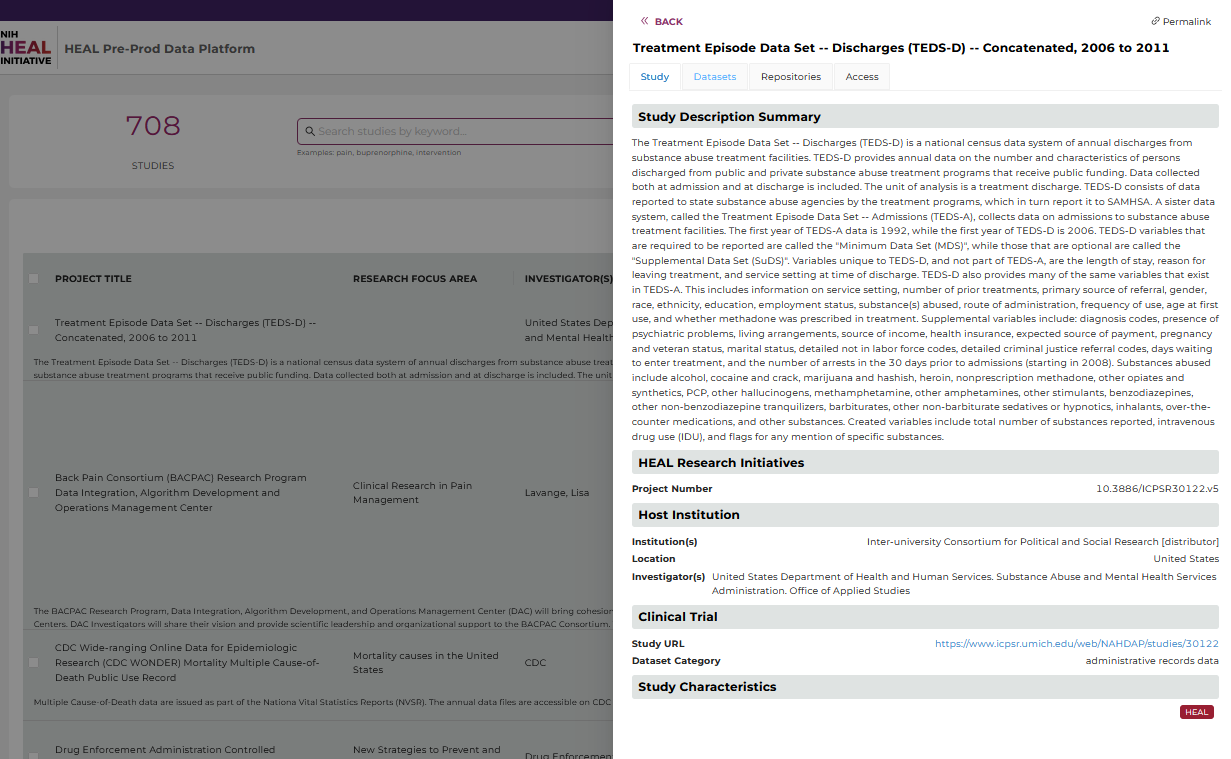 NIH
HEAL
INITIATIVE
HEAL Pre-Prod Data Platform
708
STUDIES
Search studies by keyword...
Examples: pain, buprenorphine, intervention
PROJECT TITLE RESEARCH FOCUS AREA INVESTIGATOR(S)
Treatment Episode Data Set -- Discharges (TEDS-D) --
Concatenated, 2006 to 2011
United States Dep
and Mental Health
The Treatment Episode Data Set -- Discharges (TEDS-D) is a national census data system of annual discharges from substance abuse treat
substance abuse treatment programs that receive public funding. Data collected both at admission and at discharge is included. The unit
Back Pain Consortium (BACPAC) Research Program
Data Integration, Algorithm Development and
Operations Management Center
Clinical Research in Pain
Management
Lavange, Lisa
The BACPAC Research Program, Data Integration, Algorithm Development, and Operations Management Center (DAC) will bring cohesion
Centers. DAC Investigators will share their vision and provide scientific leadership and organizational support to the BACPAC Consortium.
CDC Wide-ranging Online Data for Epidemiologic
Research (CDC WONDER) Mortality Multiple Cause-of-
Death Public Use Record
Mortality causes in the United
States
CDC
Multiple Cause-of-Death data are issued as part of the Nationa Vital Statistics Reports (NVSR). The annual data files are accessible on CDC
Drug Enforcement Administration Controlled
New Strategies to Prevent and
Drug Enforcemen
BACK
Permalink
Treatment Episode Data Set -- Discharges (TEDS-D) -- Concatenated, 2006 to 2011
Study Datasets Repositories Access
Study Description Summary
The Treatment Episode Data Set -- Discharges (TEDS-D) is a national census data system of annual discharges from
substance abuse treatment facilities. TEDS-D provides annual data on the number and characteristics of persons
discharged from public and private substance abuse treatment programs that receive public funding. Data collected
both at admission and at discharge is included. The unit of analysis is a treatment discharge. TEDS-D consists of data
reported to state substance abuse agencies by the treatment programs, which in turn report it to SAMHSA. A sister data
system, called the Treatment Episode Data Set -- Admissions (TEDS-A), collects data on admissions to substance abuse
treatment facilities. The first year of TEDS-A data is 1992, while the first year of TEDS-D is 2006. TEDS-D variables that
are required to be reported are called the "Minimum Data Set (MDS)", while those that are optional are called the
"Supplemental Data Set (SuDS)". Variables unique to TEDS-D, and not part of TEDS-A, are the length of stay, reason for
leaving treatment, and service setting at time of discharge. TEDS-D also provides many of the same variables that exist
in TEDS-A. This includes information on service setting, number of prior treatments, primary source of referral, gender,
race, ethnicity, education, employment status, substance(s) abused, route of administration, frequency of use, age at first
use, and whether methadone was prescribed in treatment. Supplemental variables include: diagnosis codes, presence of
psychiatric problems, living arrangements, source of income, health insurance, expected source of payment, pregnancy
and veteran status, marital status, detailed not in labor force codes, detailed criminal justice referral codes, days waiting
to enter treatment, and the number of arrests in the 30 days prior to admissions (starting in 2008). Substances abused
include alcohol, cocaine and crack, marijuana and hashish, heroin, nonprescription methadone, other opiates and
synthetics, PCP, other hallucinogens, methamphetamine, other amphetamines, other stimulants, benzodiazepines,
other non-benzodiazepine tranquilizers, barbiturates, other non-barbiturate sedatives or hypnotics, inhalants, over-the-
counter medications, and other substances. Created variables include total number of substances reported, intravenous
drug use (IDU), and flags for any mention of specific substances.
HEAL Research Initiatives
Project Number 10.3886/ICPSR30122.v5
Host Institution
Institution(s) Inter-university Consortium for Political and Social Research [distributor]
Location United States
Investigator(s) United States Department of Health and Human Services. Substance Abuse and Mental Health Services
Administration. Office of Applied Studies
Clinical Trial
Study URL https://www.icpsr.umich.edu/web/NAHDAP/studies/30122
Dataset Category administrative records data
Study Characteristics
HEAL